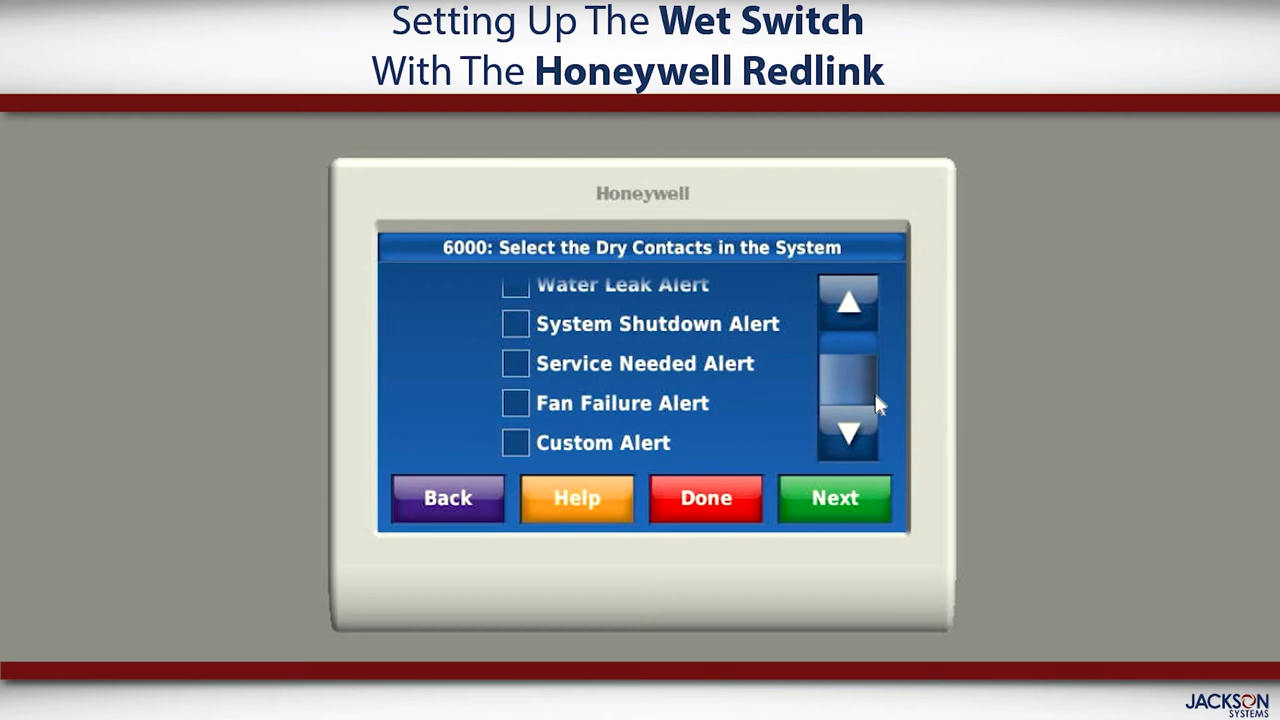 Setting Up The Wet Switch
With The Honeywell Redlink
Honeywell
6000: Select the Dry Contacts in the System
Water Leak Alert
System Shutdown Alert
Service Needed Alert
Fan Failure Alert
Custom Alert
Back Help Done Next
JACKSON
SYSTEMS